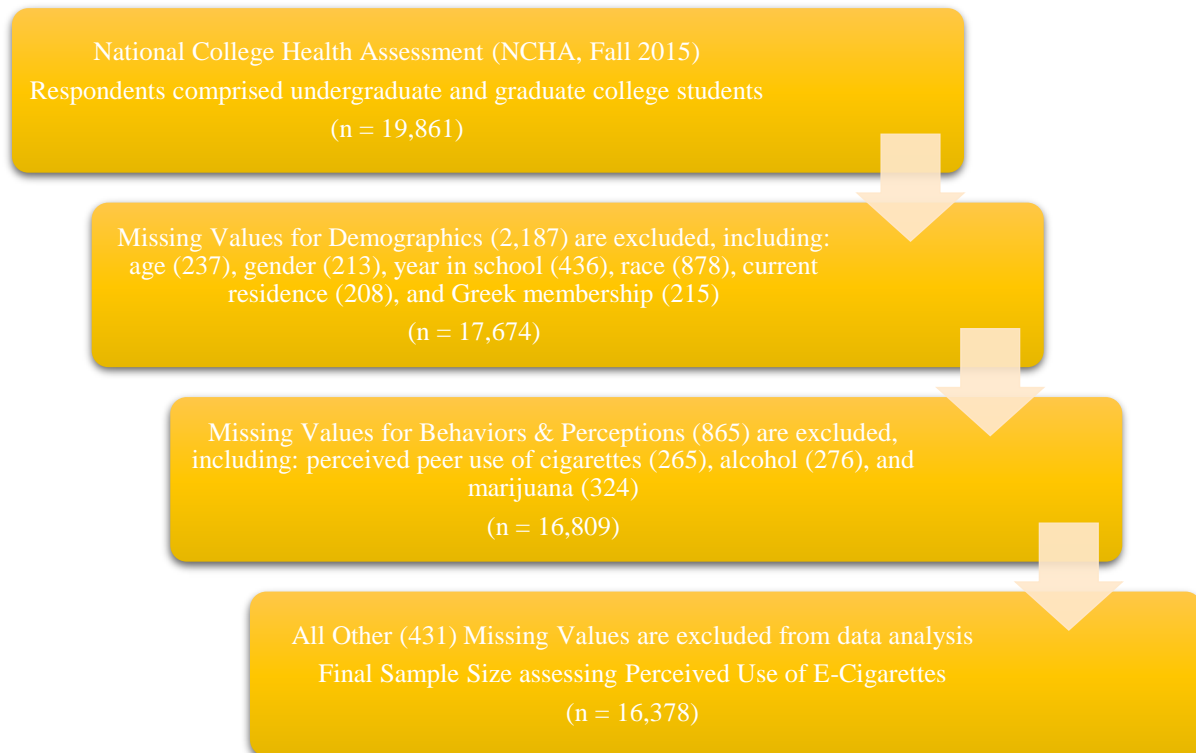 National College Health Assessment (NCHA, Fall 2015)
Respondents comprised undergraduate and graduate college students
(n = 19,861)
Missing Values for Demographics (2,187) are excluded, including:
age (237), gender (213), year in school (436), race (878), current
residence (208), and Greek membership (215)
(n = 17,674)
Missing Values for Behaviors & Perceptions (865) are excluded,
including: perceived peer use of cigarettes (265), alcohol (276), and
marijuana (324)
(n = 16,809)
All Other (431) Missing Values are excluded from data analysis
Final Sample Size assessing Perceived Use of E-Cigarettes
(n = 16,378)